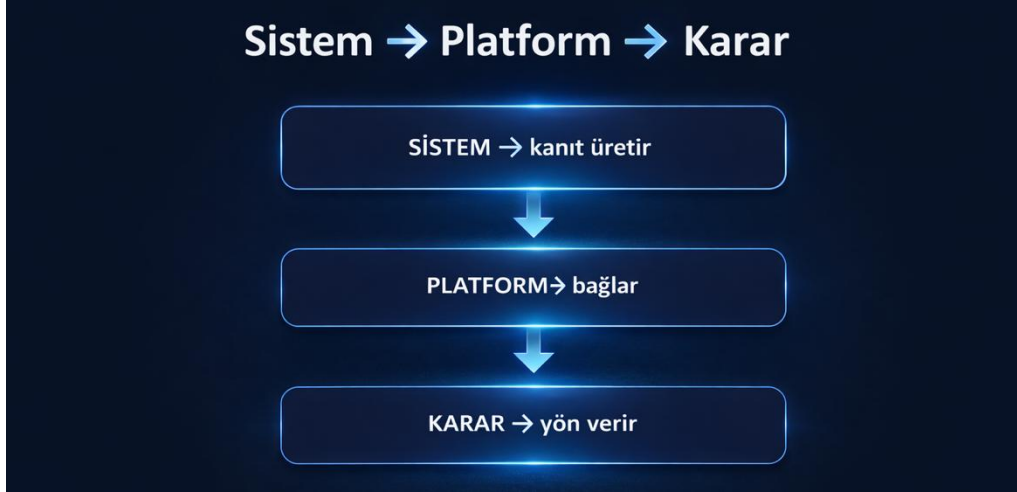 Sistem → Platform → Karar
SİSTEM → kanıt üretir
PLATFORM→ bağlar
KARAR → yön verir